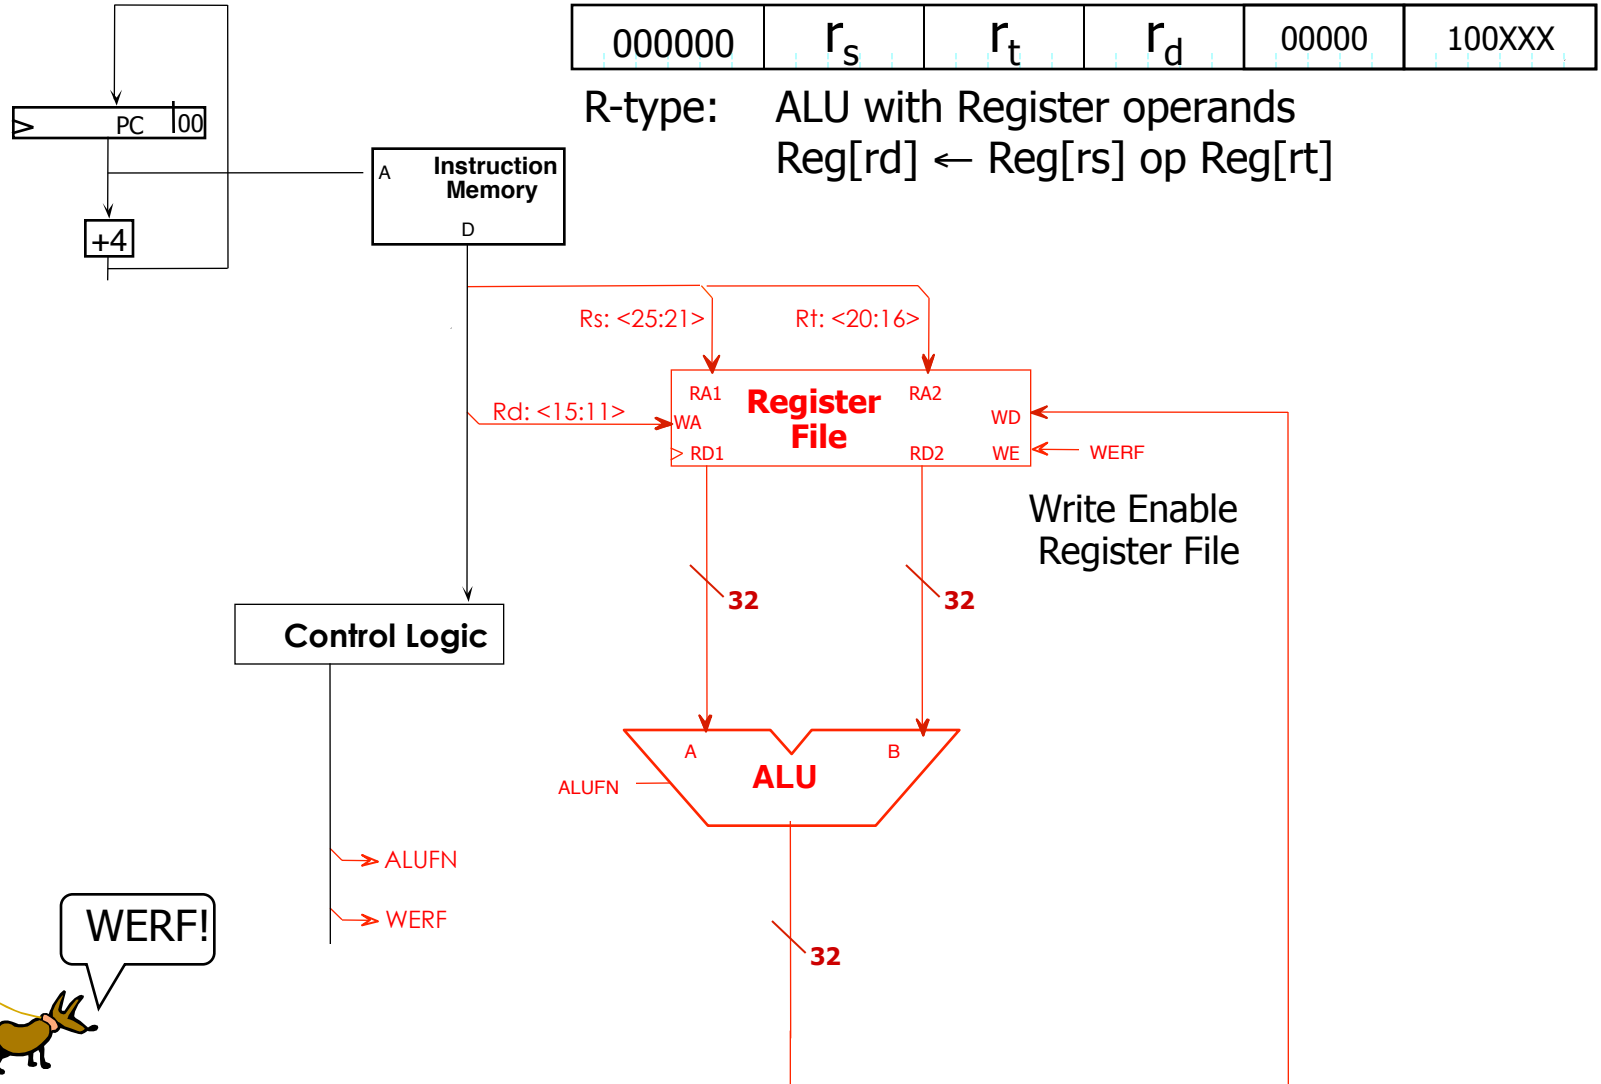 000000 rs rt rd 00000 100XXX
R-type: ALU with Register operands
Reg[rd] ← Reg[rs] op Reg[rt]
PC 00
+4
A Instruction
Memory
D
Rs: <25:21> Rt: <20:16>
Rd: <15:11>
RA1 Register RA2
WA File WD
RD1 RD2 WE WERF
Write Enable
Register File
32 32
Control Logic
A B
ALU
ALUFN
ALUFN
WERF
32
WERF!